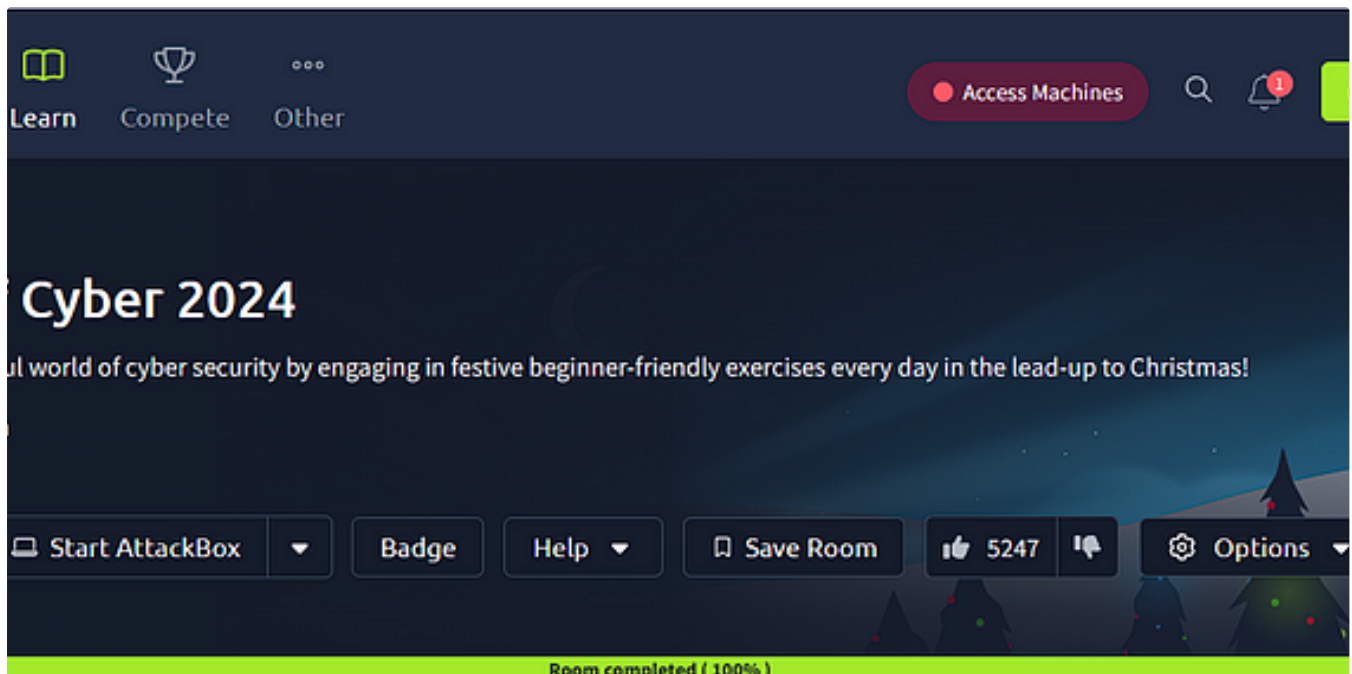 Access Machines
1
Learn Compete Other
Cyber 2024
ul world of cyber security by engaging in festive beginner-friendly exercises every day in the lead-up to Christmas!
Start AttackBox Badge Help Save Room 5247 Options
Room completed ( 100% )